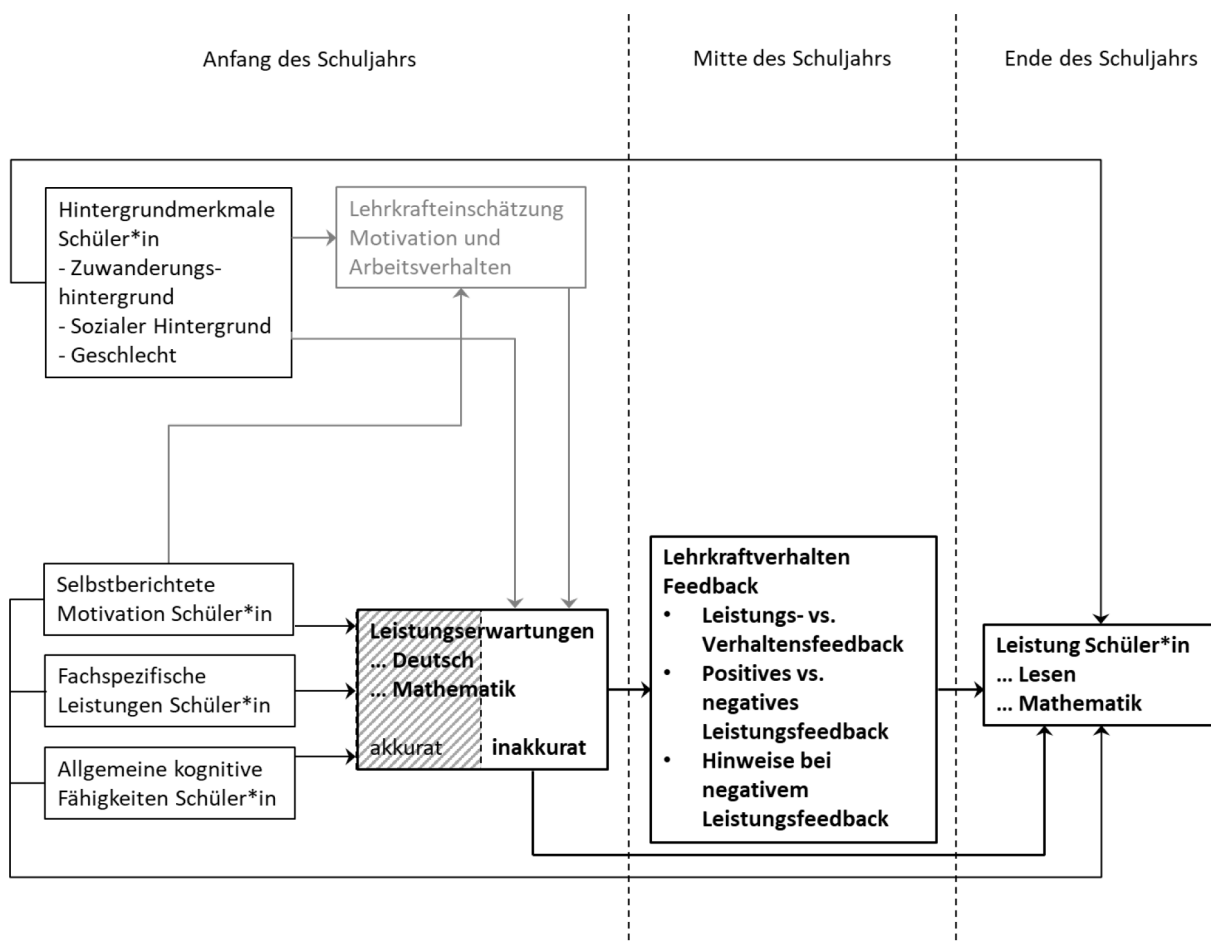 Anfang des Schuljahrs
Mitte des Schuljahrs
Ende des Schuljahrs
Hintergrundmerkmale
Schüler*in
- Zuwanderungs-
hintergrund
- Sozialer Hintergrund
- Geschlecht
Lehrkrafteinschätzung
Motivation und
Arbeitsverhalten
Selbstberichtete
Motivation Schüler*in
Fachspezifische
Leistungen Schüler*in
Allgemeine kognitive
Fähigkeiten Schüler*in
Leistungserwartungen
... Deutsch
... Mathematik
akkurat inakkurat
Lehrkraftverhalten
Feedback
• Leistungs- vs.
Verhaltensfeedback
• Positives vs.
negatives
Leistungsfeedback
• Hinweise bei
negativem
Leistungsfeedback
Leistung Schüler*in
... Lesen
... Mathematik